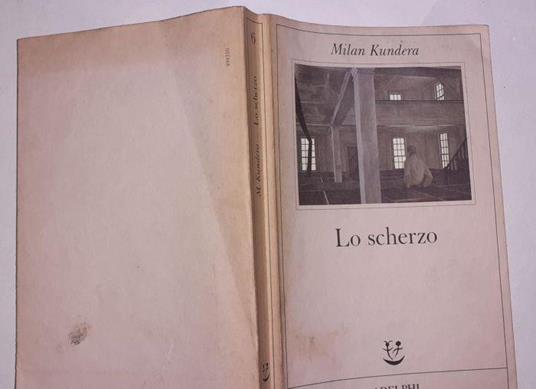 Milan Kundera
Lo scherzo
M. Kundera Lo scherzo